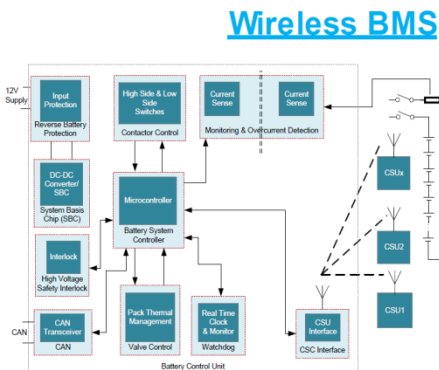 Wireless BMS
12V
Supply
Input
Protection
Reverse Battery
Protection
High Side & Low
Side
Switches
Contactor Control
Current
Sense
Current
Sense
Monitoring & Overcurrent Detection
DC-DC
Converter/
SBC
System Basis
Chip (SBC)
Microcontroller
Battery System
Controller
CSUx
Interlock
High Voltage
Safety Interlock
CSU2
CAN
CAN
CAN
Transceiver
CAN
Pack Thermal
Management
Valve Control
Real Time
Clock &
Monitor
Watchdog
CSU
Interface
CSC Interface
CSU1
Battery Control Unit